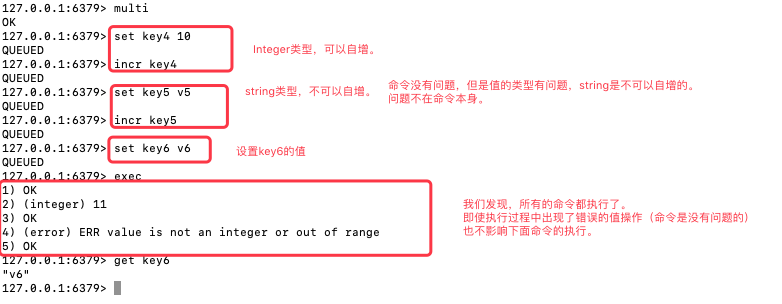 127.0.0.1:6379> multi
OK
127.0.0.1:6379> set key4 10
QUEUED
Integer类型，可以自增。
127.0.0.1:6379> incr key4
QUEUED
127.0.0.1:6379> set key5 v5
QUEUED
string类型，不可以自增。
命令没有问题，但是值的类型有问题，string是不可以自增的。
问题不在命令本身。
127.0.0.1:6379> incr key5
QUEUED
127.0.0.1:6379> set key6 v6
QUEUED
设置key6的值
127.0.0.1:6379> exec
1) OK
2) (integer) 11
3) OK
4) (error) ERR value is not an integer or out of range
5) OK
我们发现，所有的命令都执行了。
即使执行过程中出现了错误的值操作（命令是没有问题的）
也不影响下面命令的执行。
127.0.0.1:6379> get key6
"v6"
127.0.0.1:6379>